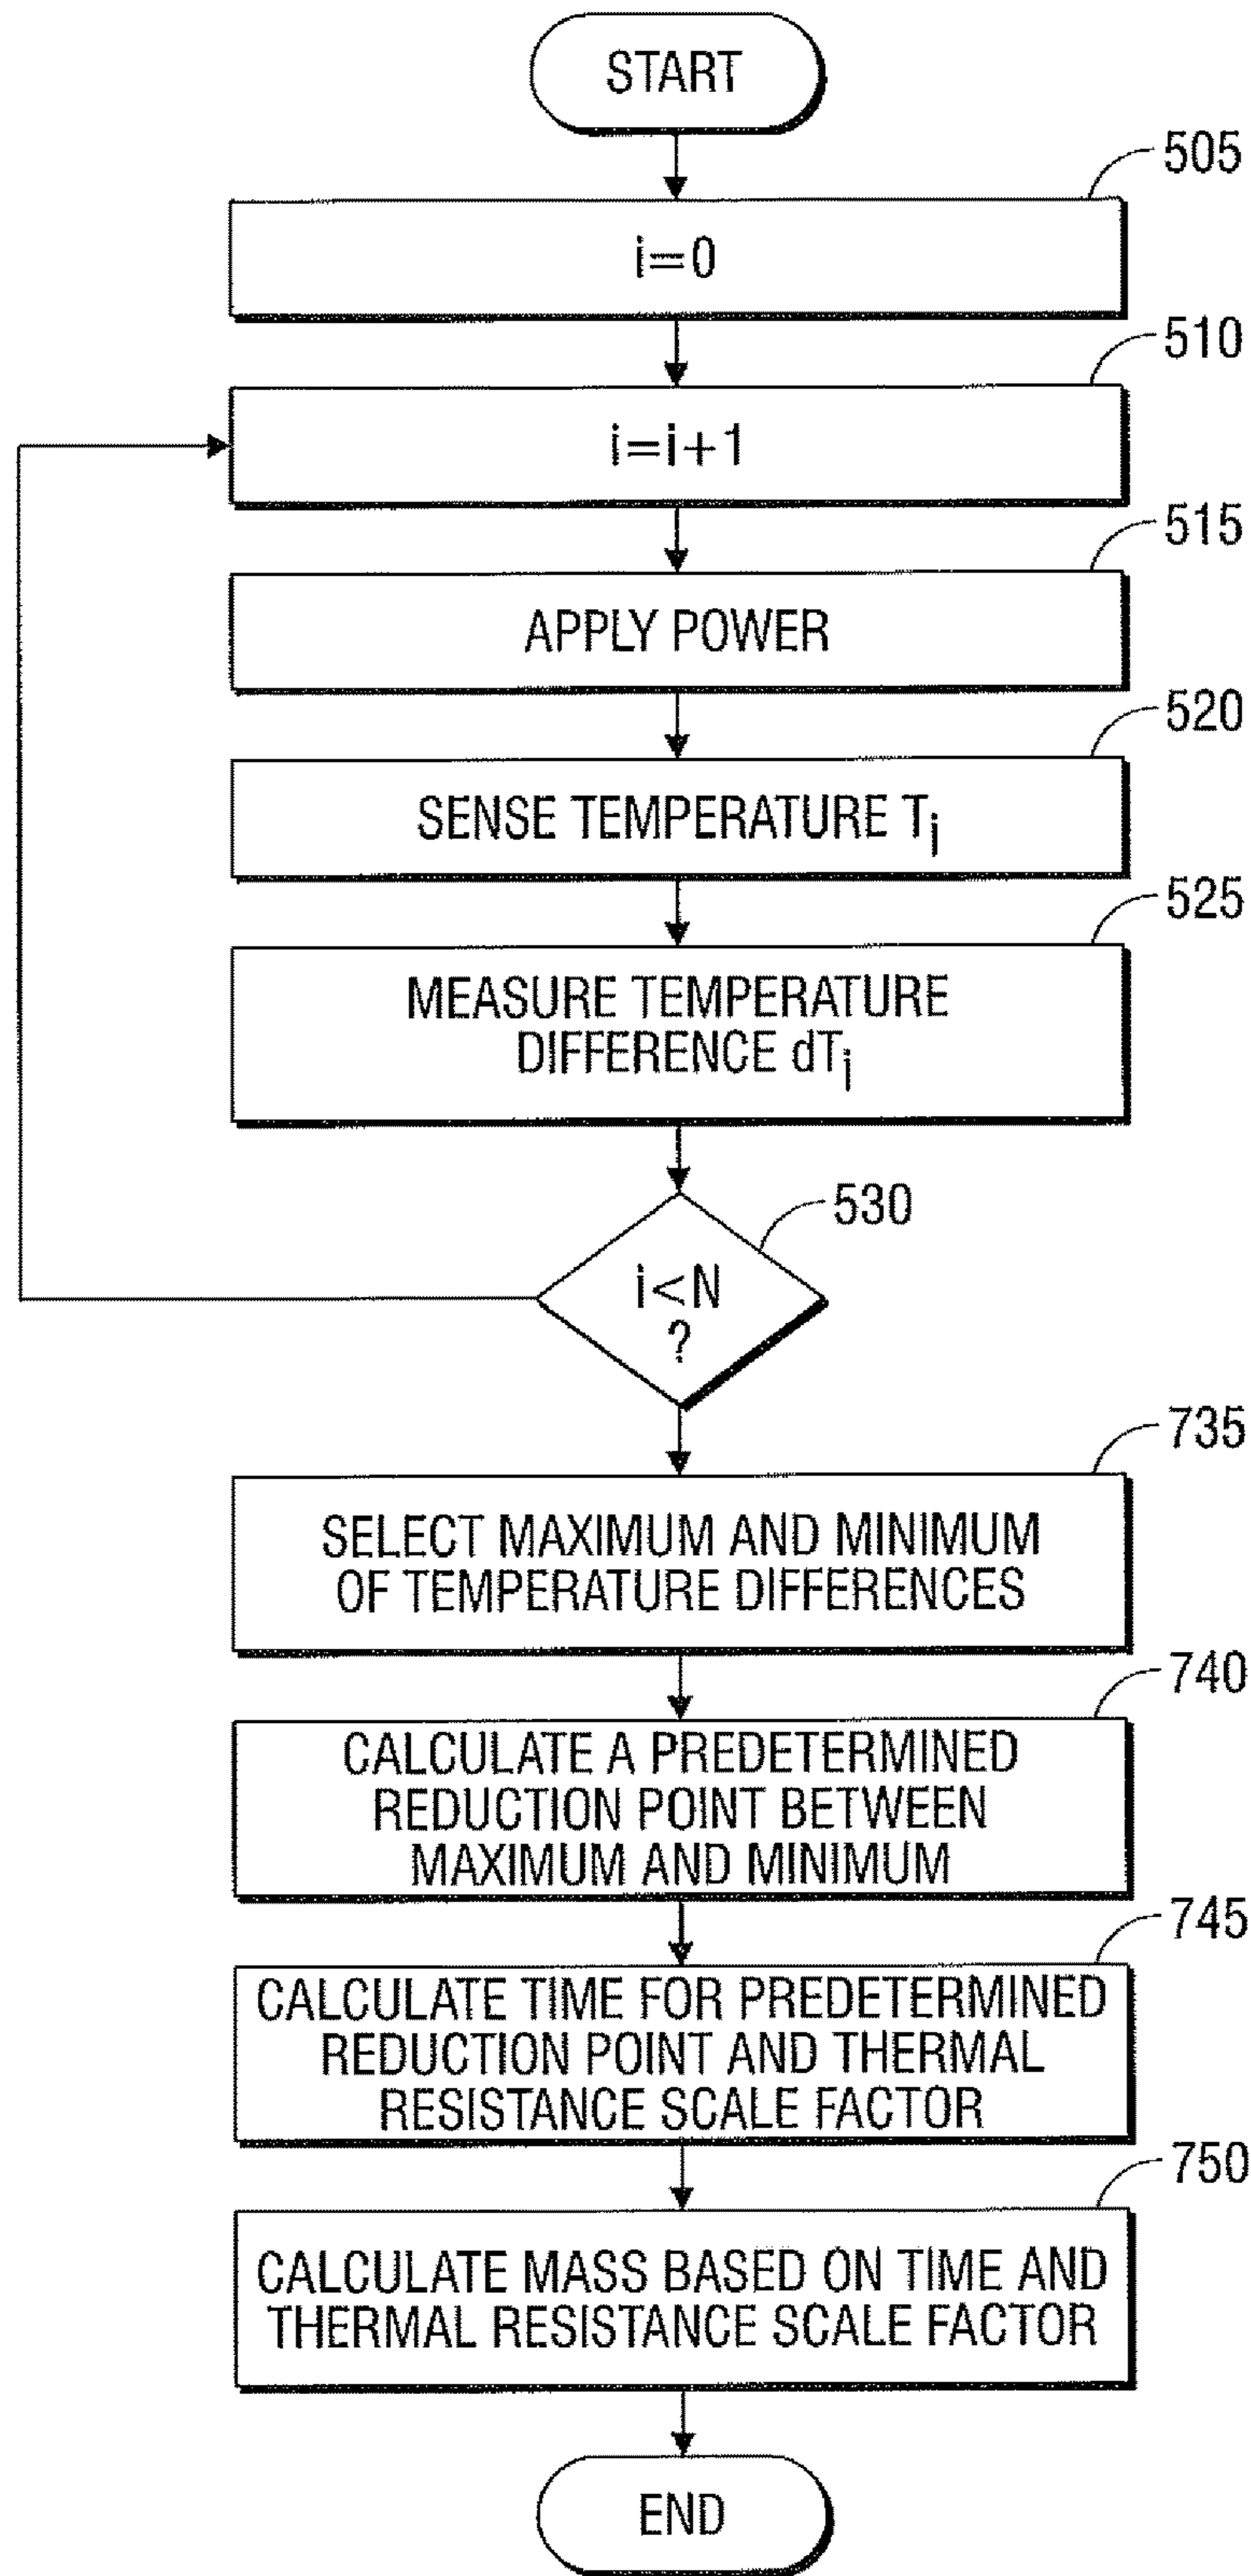 START
505
i=0
510
i=i+1
515
APPLY POWER
520
SENSE TEMPERATURE Ti
525
MEASURE TEMPERATURE
DIFFERENCE dTi
530
i<N
?
735
SELECT MAXIMUM AND MINIMUM
OF TEMPERATURE DIFFERENCES
740
CALCULATE A PREDETERMINED
REDUCTION POINT BETWEEN
MAXIMUM AND MINIMUM
745
CALCULATE TIME FOR PREDETERMINED
REDUCTION POINT AND THERMAL
RESISTANCE SCALE FACTOR
750
CALCULATE MASS BASED ON TIME AND
THERMAL RESISTANCE SCALE FACTOR
END